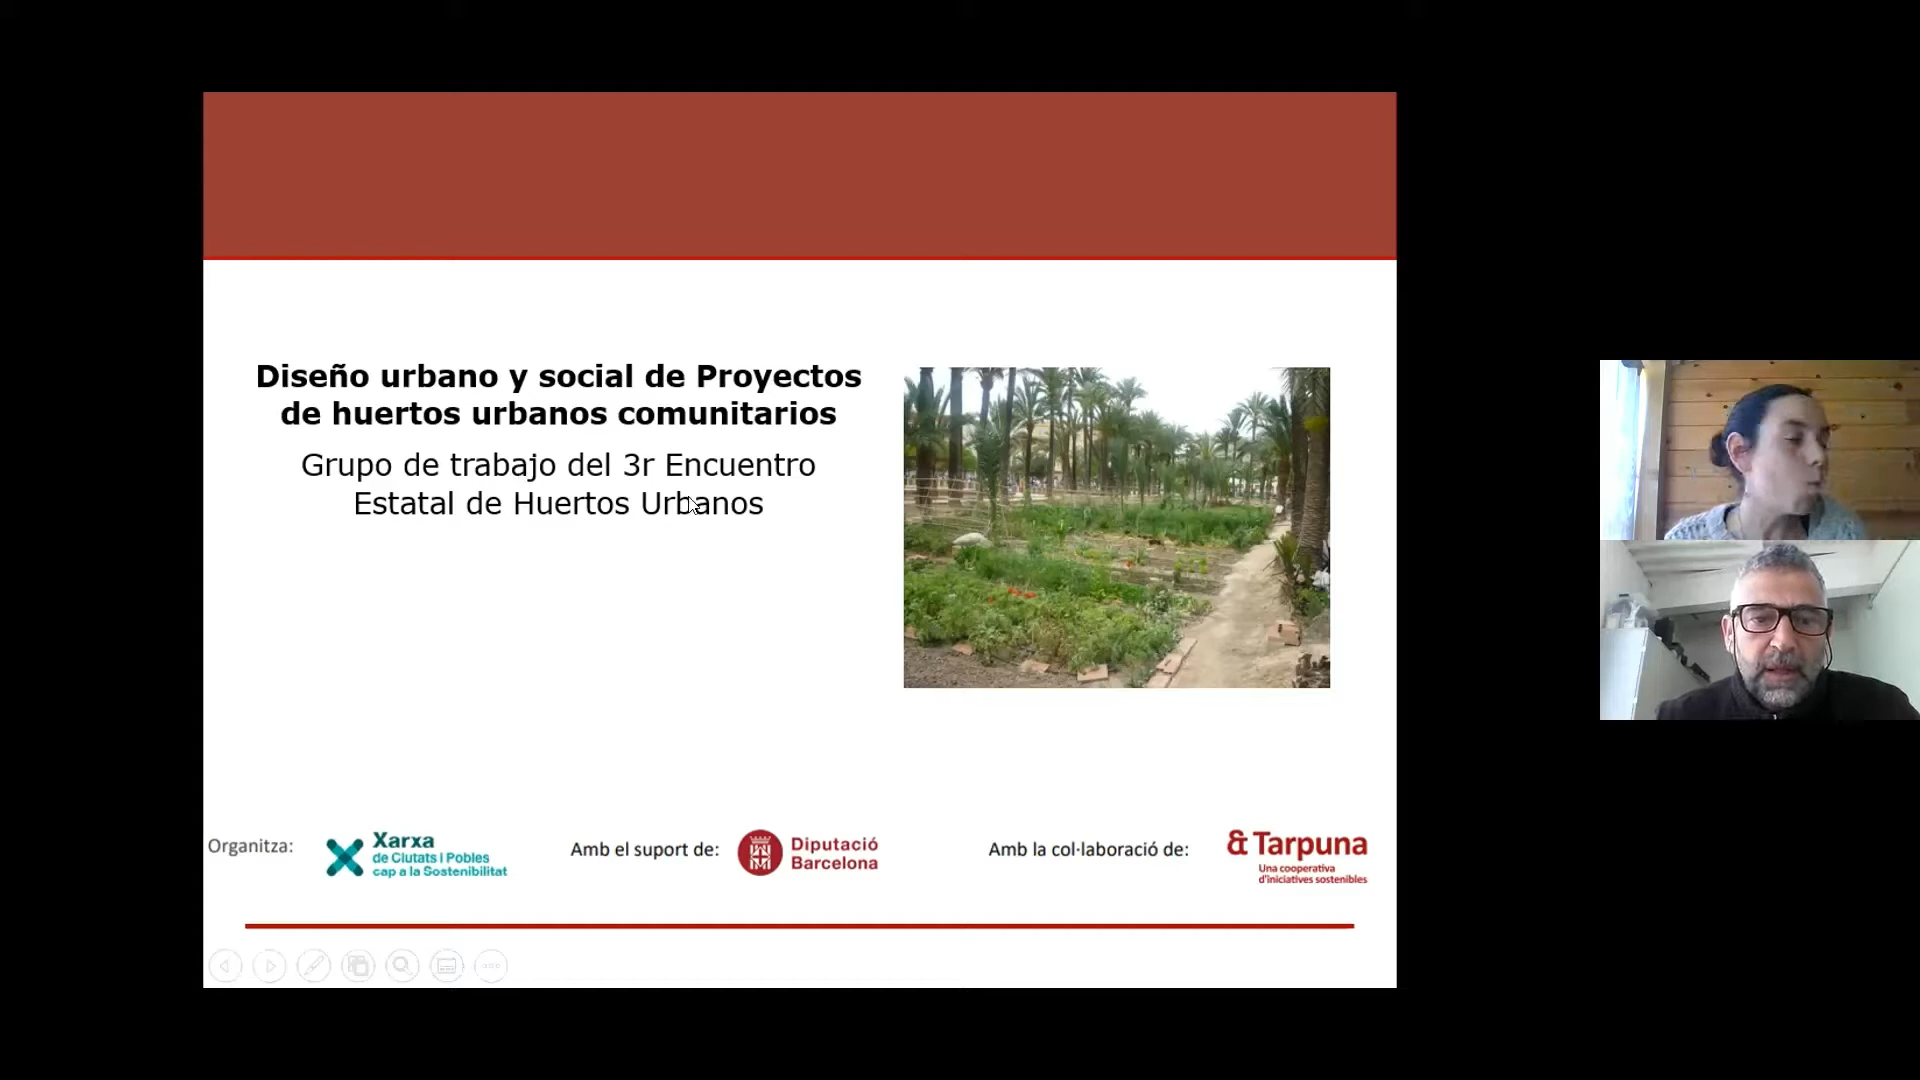 Diseño urbano y social de Proyectos
de huertos urbanos comunitarios
Grupo de trabajo del 3r Encuentro
Estatal de Huertos Urbanos
Organitza:
Xarxa
de Ciutats i Pobles
cap a la Sostenibilitat
Amb el suport de:
Diputació
Barcelona
Amb la col·laboració de:
Tarpuna
Una cooperativa
d'iniciatives sostenibles